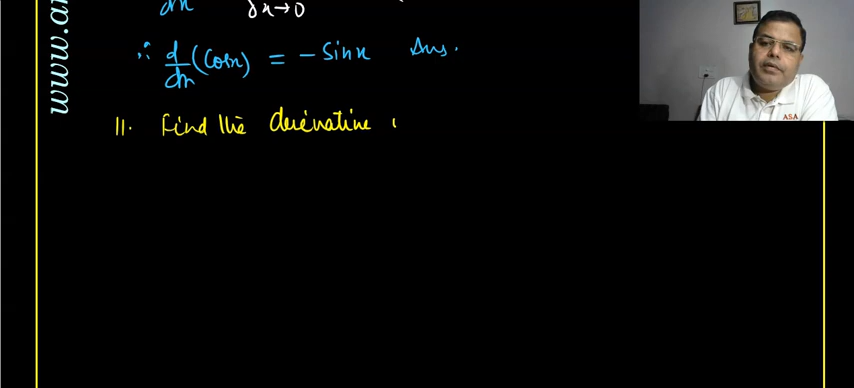 dx δx→0
∴ d/dx (Cosx) = - Sinx Ans.
11. Find the derivative
www.a
ASA